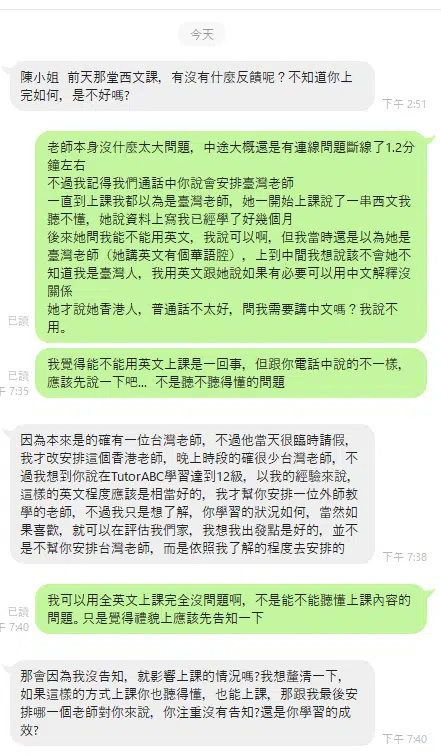 今天
陳小姐 前天那堂西文課，有沒有什麼反饋呢？不知道你上
完如何，是不好嗎?
下午 2:51
老師本身沒什麼太大問題，中途大概還是有連線問題斷線了1.2分
鐘左右
不過我記得我們通話中你說會安排臺灣老師
一直到上課我都以為是臺灣老師，她一開始上課說了一串西文我
聽不懂，她說資料上寫我已經學了好幾個月
後來她問我能不能用英文，我說可以啊，但我當時還是以為她是
臺灣老師（她講英文有個華語腔），上到中間我想說該不會她不
知道我是臺灣人，我用英文跟她說如果有必要可以用中文解釋沒
關係
她才說她香港人，普通話不太好，問我需要講中文嗎？我說不
用。
已讀
我覺得能不能用英文上課是一回事，但跟你電話中說的不一樣，
應該先說一下吧... 不是聽不聽得懂的問題
已讀
午 7:35
因為本來是的確有一位台灣老師，不過他當天很臨時請假，
我才改安排這個香港老師，晚上時段的確很少台灣老師，不
過我想到你說在TutorABC學習達到12級，以我的經驗來說，
這樣的英文程度應該是相當好的，我才幫你安排一位外師教
學的老師，不過我只是想了解，你學習的狀況如何，當然如
果喜歡，就可以在評估我們家，我想我出發點是好的，並不
是不幫你安排台灣老師，而是依照我了解的程度去安排的
下午 7:38
我可以用全英文上課完全沒問題啊，不是能不能聽懂上課內容的
問題。只是覺得禮貌上應該先告知一下
已讀
午 7:40
那會因為我沒告知，就影響上課的情況嗎?我想釐清一下，
如果這樣的方式上課你也聽得懂，也能上課，那跟我最後安
排哪一個老師對你來說，你注重沒有告知?還是你學習的成
效?
下午 7:40